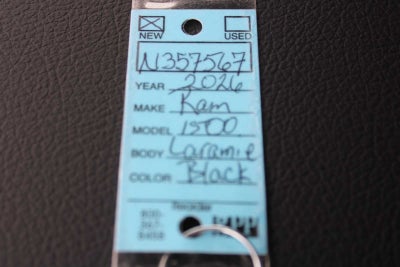 NEW USED
N357567
YEAR 2026
MAKE Ram
MODEL 1500
BODY Laramie
COLOR Black